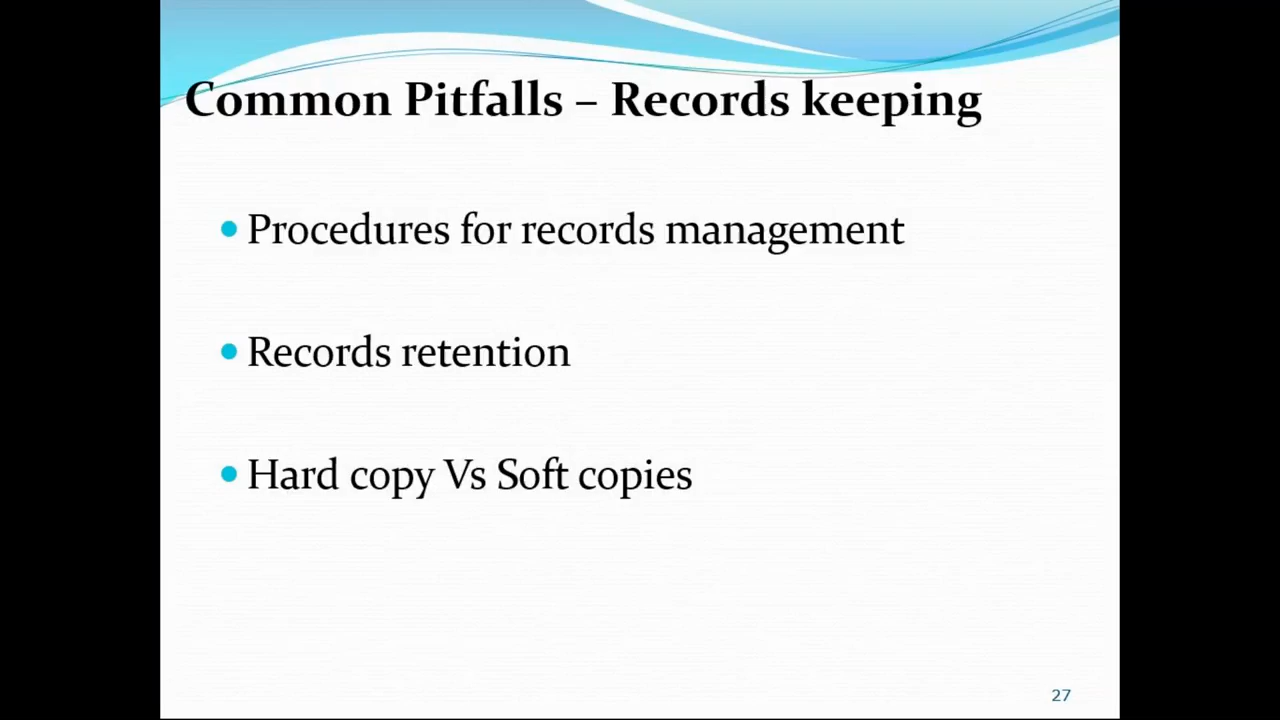 Common Pitfalls – Records keeping
• Procedures for records management
• Records retention
• Hard copy Vs Soft copies
27